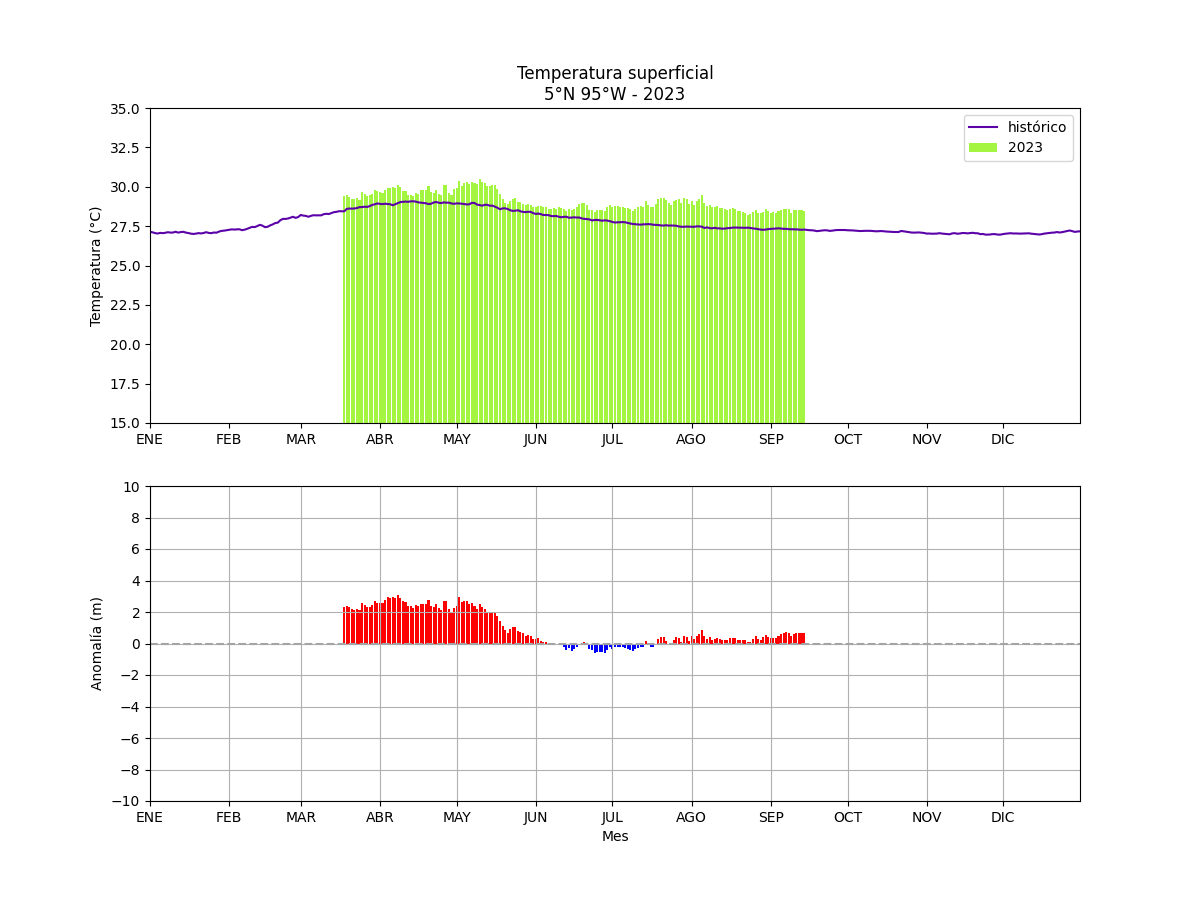 Temperatura superficial
5°N 95°W - 2023
35.0
32.5
30.0
27.5
25.0
22.5
20.0
17.5
15.0
Temperatura (°C)
histórico
2023
ENE FEB MAR ABR MAY JUN JUL AGO SEP OCT NOV DIC
10
8
6
4
2
0
−2
−4
−6
−8
−10
Anomalía (m)
ENE FEB MAR ABR MAY JUN JUL AGO SEP OCT NOV DIC
Mes